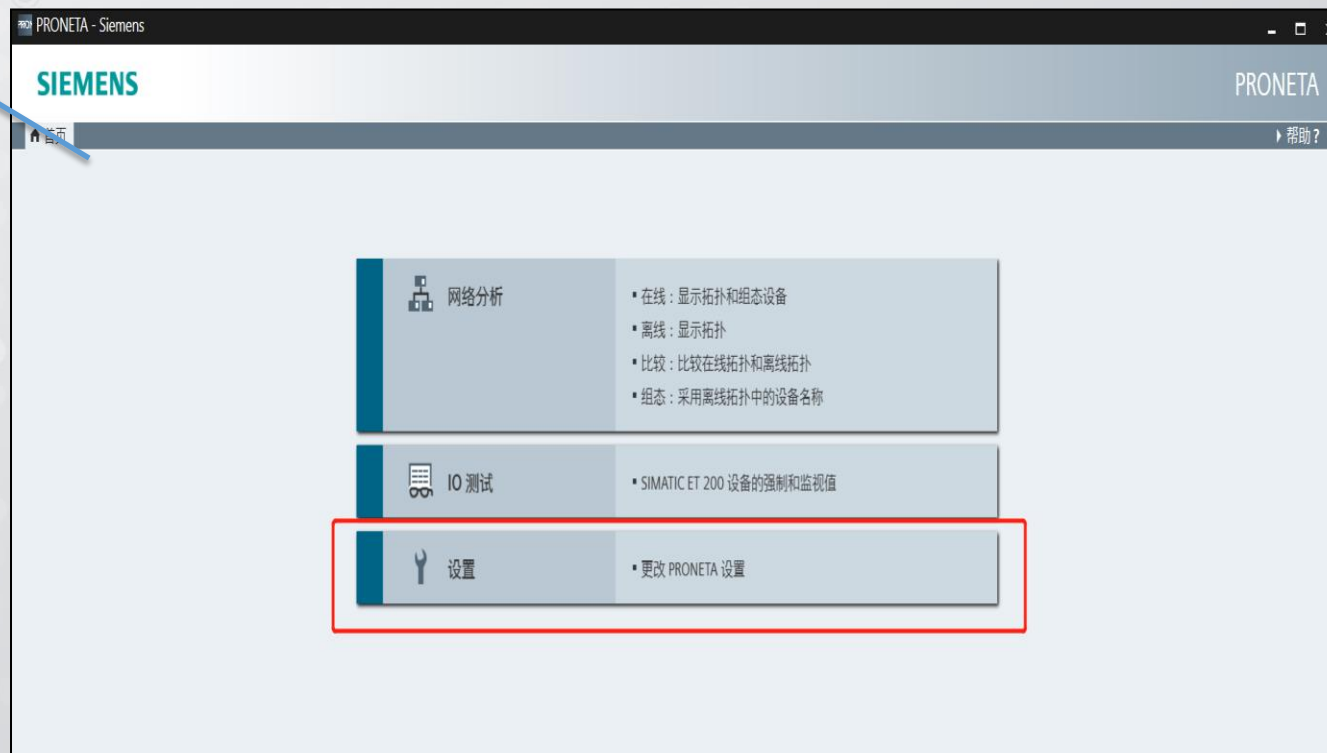 PRONETA - Siemens
SIEMENS
PRONETA
首页
帮助?
网络分析
▪ 在线：显示拓扑和组态设备
▪ 离线：显示拓扑
▪ 比较：比较在线拓扑和离线拓扑
▪ 组态：采用离线拓扑中的设备名称
IO 测试
▪ SIMATIC ET 200 设备的强制和监视值
设置
▪ 更改 PRONETA 设置